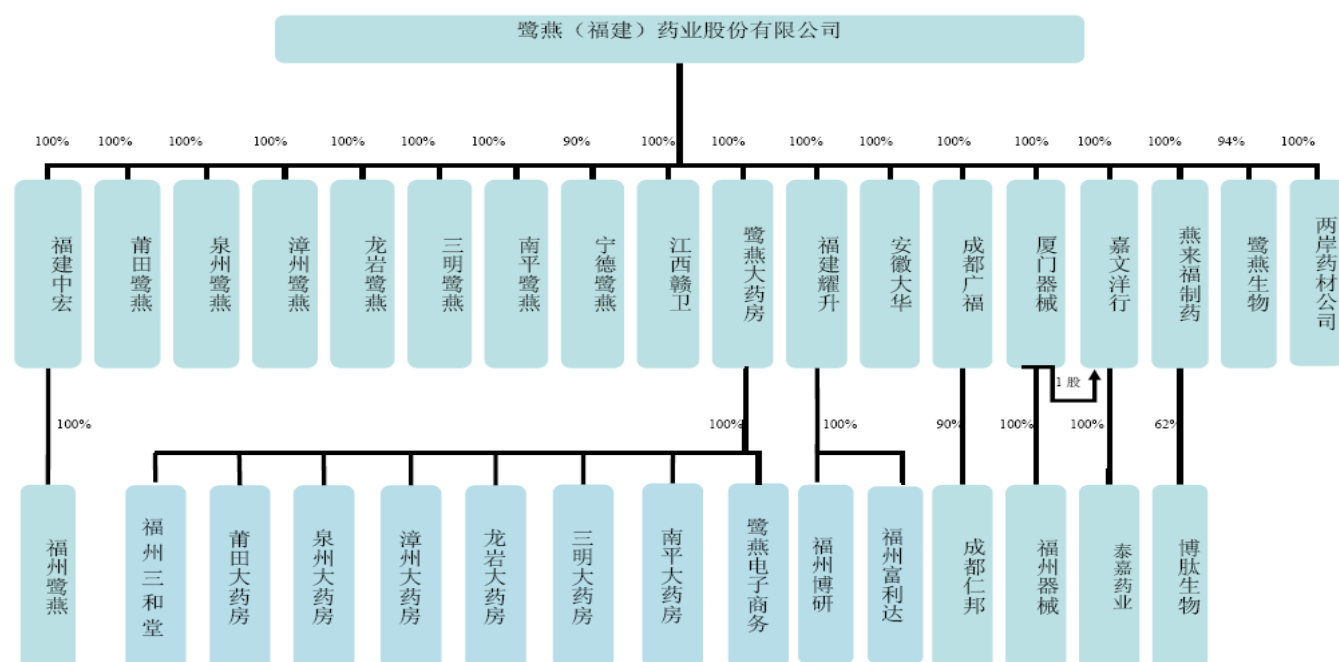 鹭燕（福建）药业股份有限公司
100%
100%
100%
100%
100%
100%
100%
90%
100%
100%
100%
100%
100%
100%
100%
100%
94%
100%
福建中宏
莆田鹭燕
泉州鹭燕
漳州鹭燕
龙岩鹭燕
三明鹭燕
南平鹭燕
宁德鹭燕
江西赣卫
鹭燕大药房
福建耀升
安徽大华
成都广福
厦门器械
嘉文洋行
燕来福制药
鹭燕生物
两岸药材公司
1 股
100%
100%
100%
90%
100%
100%
62%
福州鹭燕
福州三和堂
莆田大药房
泉州大药房
漳州大药房
龙岩大药房
三明大药房
南平大药房
鹭燕电子商务
福州博研
福州富利达
成都仁邦
福州器械
泰嘉药业
博肽生物